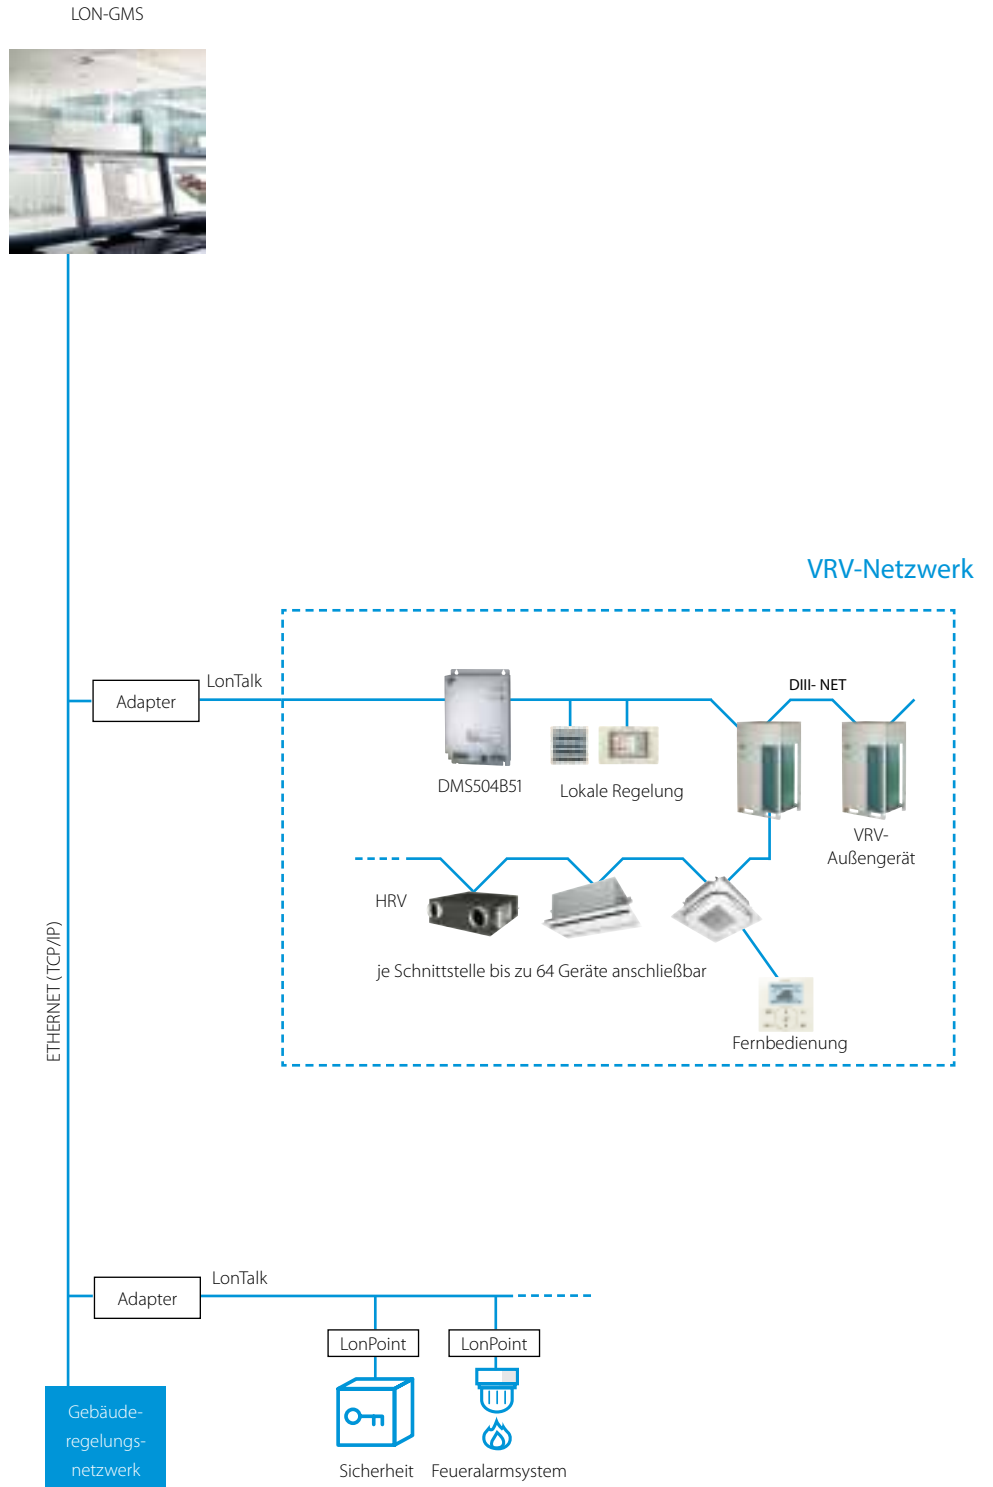 LON-GMS
VRV-Netzwerk
LonTalk
Adapter
DIII- NET
DMS504B51
Lokale Regelung
VRV-
Außengerät
HRV
je Schnittstelle bis zu 64 Geräte anschließbar
Fernbedienung
ETHERNET (TCP/IP)
LonTalk
Adapter
LonPoint
LonPoint
Gebäude-
regelungs-
netzwerk
Sicherheit
Feueralarmsystem